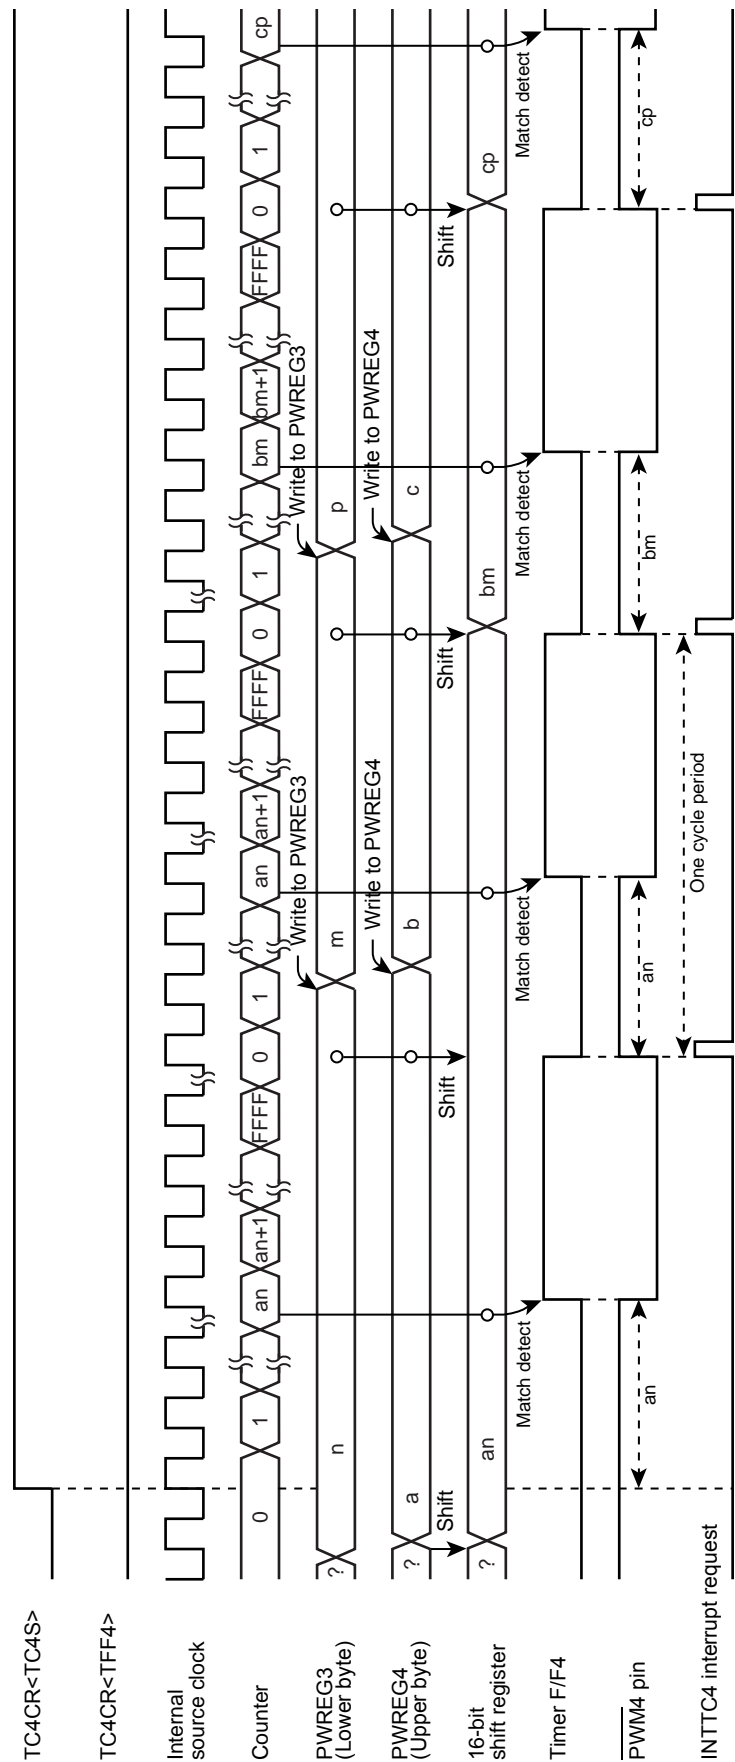 TC4CR<TC4S>
TC4CR<TFF4>
Internal
source clock
Counter
0
1
an
an+1
FFFF
0
1
an
an+1
FFFF
0
1
bm
bm+1
FFFF
0
1
cp
PWREG3
(Lower byte)
?
n
Write to PWREG3
m
Write to PWREG3
p
PWREG4
(Upper byte)
?
a
Write to PWREG4
b
Write to PWREG4
c
Shift
Shift
Shift
Shift
16-bit
shift register
?
an
bm
cp
Match detect
Match detect
Match detect
Match detect
Timer F/F4
PWM4 pin
an
an
bm
cp
One cycle period
INTTC4 interrupt request